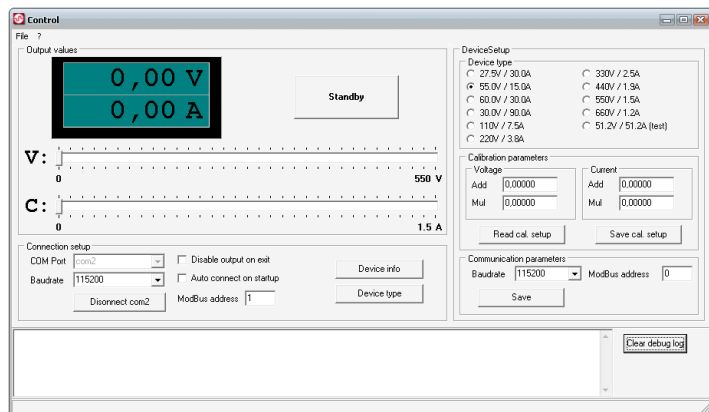 Control
File ?
Output values
0,00 V
0,00 A
Standby
V:
0 550 V
C:
0 1.5 A
Connection setup
COM Port com2
Baudrate 115200
Disonnect com2
Disable output on exit
Auto connect on startup
ModBus address 1
Device info
Device type
DeviceSetup
Device type
27.5V / 30.0A
55.0V / 15.0A
60.0V / 30.0A
30.0V / 90.0A
110V / 7.5A
220V / 3.8A
330V / 2.5A
440V / 1.9A
550V / 1.5A
660V / 1.2A
51.2V / 51.2A (test)
Calibration parameters
Voltage
Add 0,00000
Mul 0,00000
Current
Add 0,00000
Mul 0,00000
Read cal. setup
Save cal. setup
Communication parameters
Baudrate 115200
ModBus address 0
Save
Clear debug log